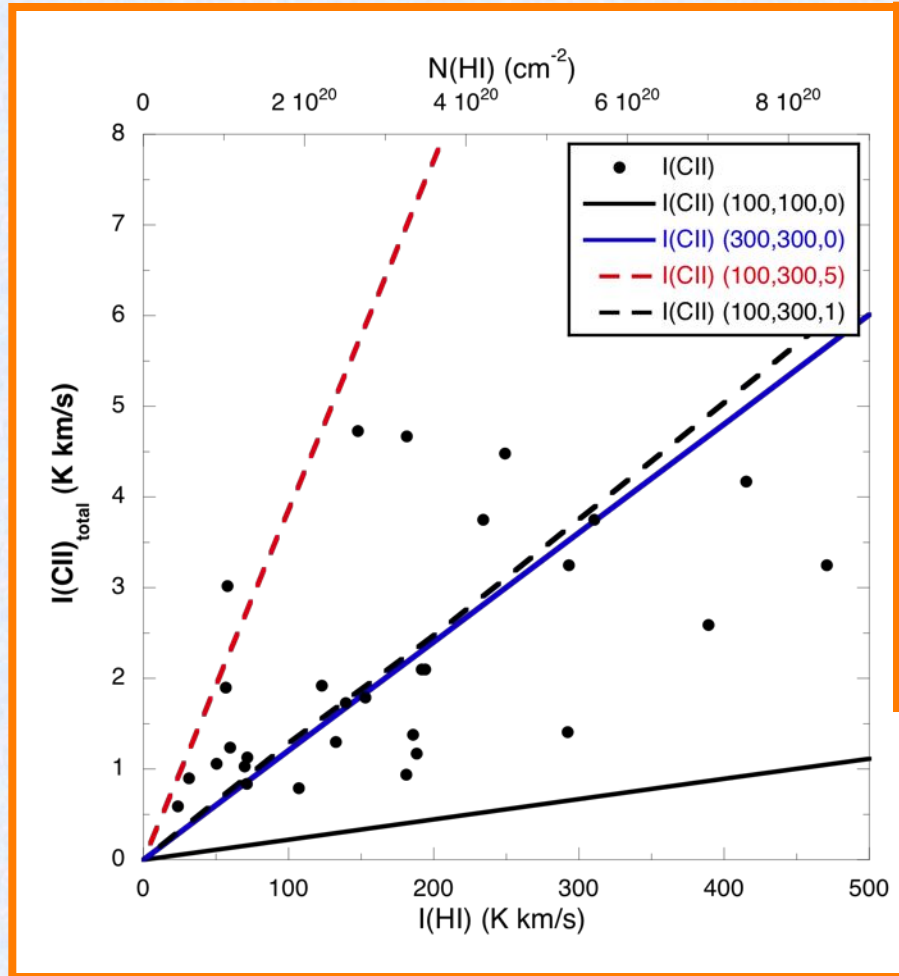 N(HI) (cm-2)
0 2 10^20 4 10^20 6 10^20 8 10^20
8
7
6
5
4
3
2
1
0
I(CII)total (K km/s)
I(CII)
I(CII) (100,100,0)
I(CII) (300,300,0)
I(CII) (100,300,5)
I(CII) (100,300,1)
0 100 200 300 400 500
I(HI) (K km/s)